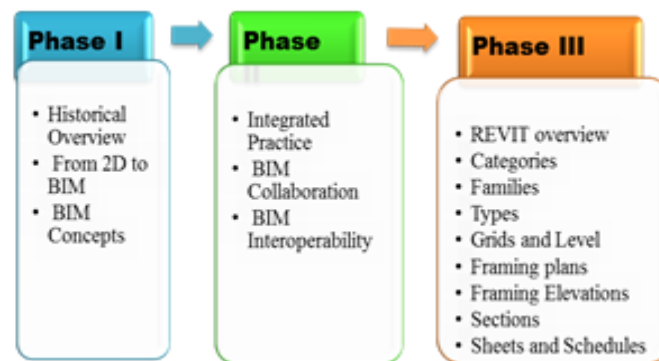 Phase I
• Historical
Overview
• From 2D to
BIM
• BIM
Concepts
Phase
II
• Integrated
Practice
• BIM
Collaboration
• BIM
Interoperability
Phase III
• REVIT overview
• Categories
• Families
• Types
• Grids and Level
• Framing plans
• Framing Elevations
• Sections
• Sheets and Schedules